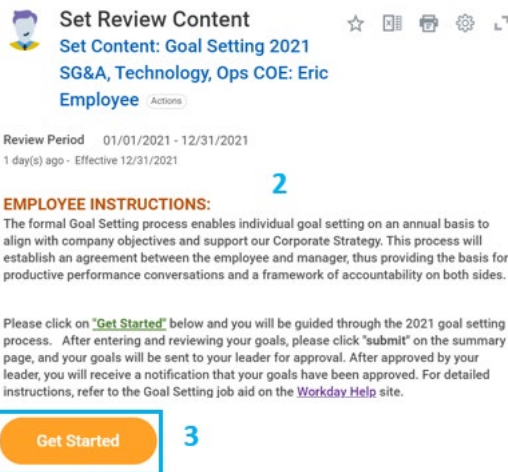 Set Review Content
Set Content: Goal Setting 2021
SG&A, Technology, Ops COE: Eric
Employee Actions
Review Period 01/01/2021 - 12/31/2021
1 day(s) ago - Effective 12/31/2021
2
EMPLOYEE INSTRUCTIONS:
The formal Goal Setting process enables individual goal setting on an annual basis to
align with company objectives and support our Corporate Strategy. This process will
establish an agreement between the employee and manager, thus providing the basis for
productive performance conversations and a framework of accountability on both sides.
Please click on "Get Started" below and you will be guided through the 2021 goal setting
process. After entering and reviewing your goals, please click "submit" on the summary
page, and your goals will be sent to your leader for approval. After approved by your
leader, you will receive a notification that your goals have been approved. For detailed
instructions, refer to the Goal Setting job aid on the Workday Help site.
Get Started 3